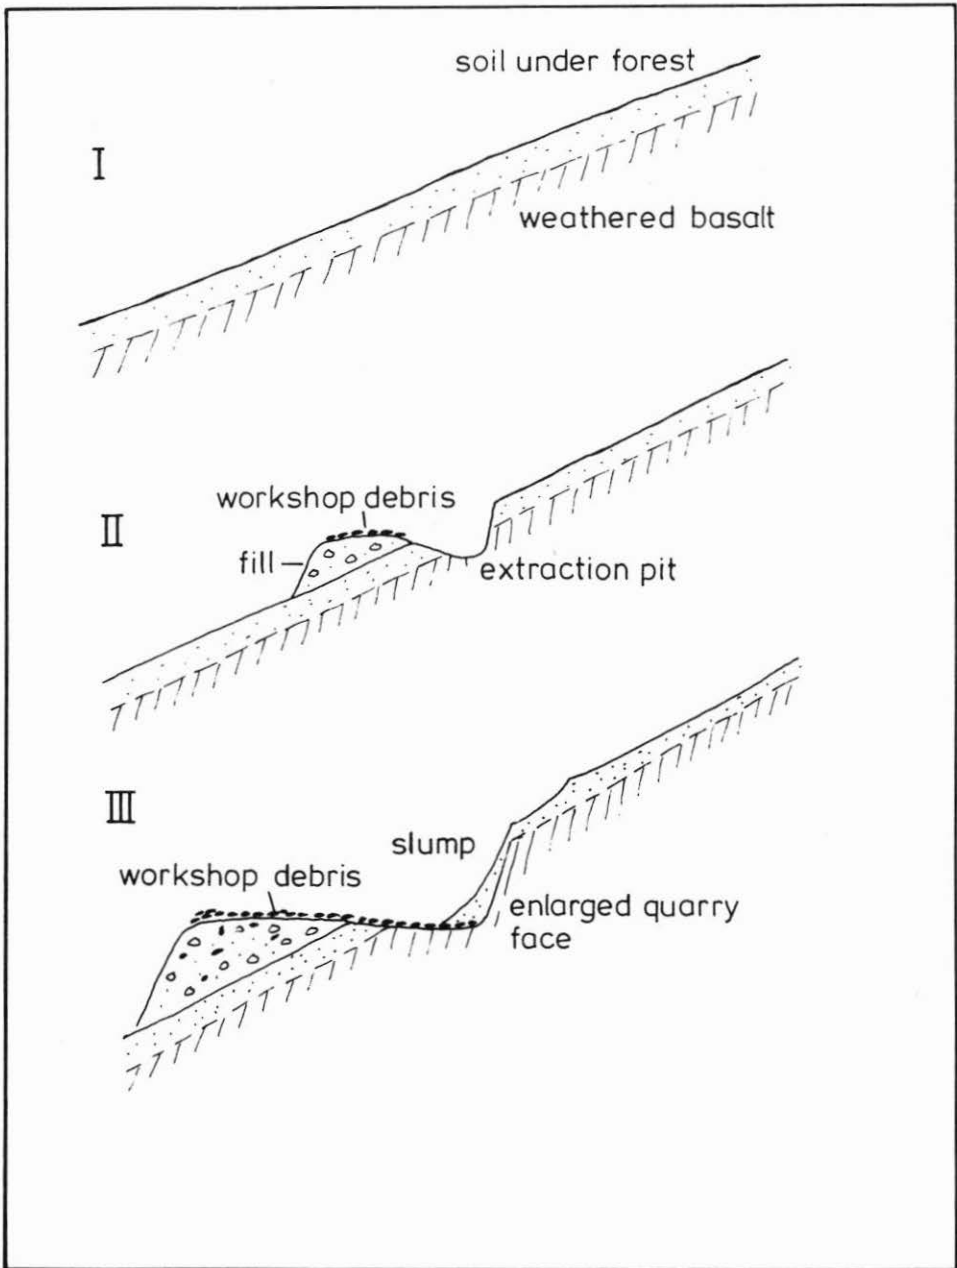 soil under forest
I
weathered basalt
workshop debris
II
fill
extraction pit
III
slump
workshop debris
enlarged quarry
face